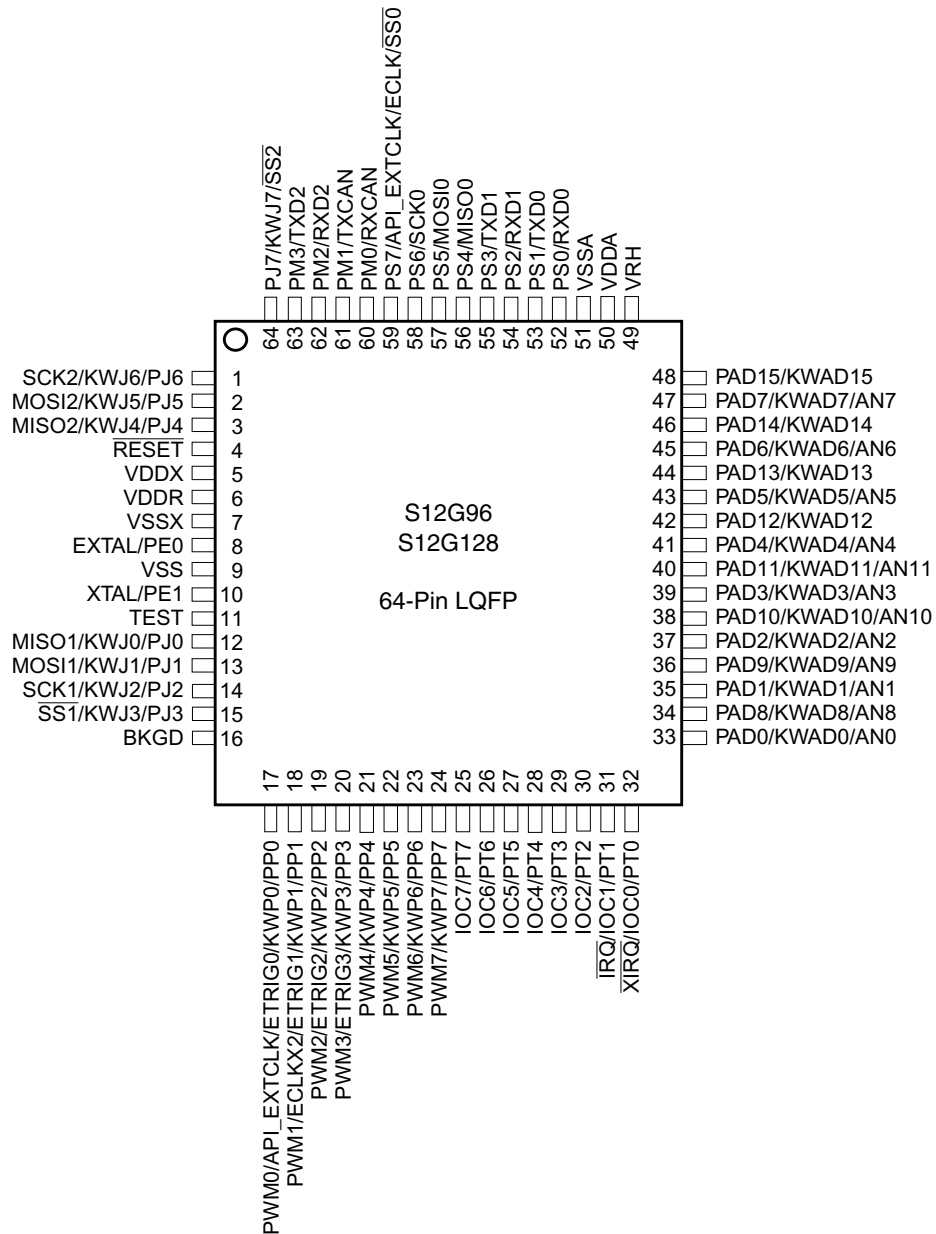 PJ7/KWJ7/SS2
PM3/TXD2
PM2/RXD2
PM1/TXCAN
PM0/RXCAN
PS7/API_EXTCLK/ECLK/SS0
PS6/SCK0
PS5/MOSI0
PS4/MISO0
PS3/TXD1
PS2/RXD1
PS1/TXD0
PS0/RXD0
VSSA
VDDA
VRH
64
63
62
61
60
59
58
57
56
55
54
53
52
51
50
49
SCK2/KWJ6/PJ6 1
MOSI2/KWJ5/PJ5 2
MISO2/KWJ4/PJ4 3
RESET 4
VDDX 5
VDDR 6
VSSX 7
EXTAL/PE0 8
VSS 9
XTAL/PE1 10
TEST 11
MISO1/KWJ0/PJ0 12
MOSI1/KWJ1/PJ1 13
SCK1/KWJ2/PJ2 14
SS1/KWJ3/PJ3 15
BKGD 16
S12G96
S12G128
64-Pin LQFP
48 PAD15/KWAD15
47 PAD7/KWAD7/AN7
46 PAD14/KWAD14
45 PAD6/KWAD6/AN6
44 PAD13/KWAD13
43 PAD5/KWAD5/AN5
42 PAD12/KWAD12
41 PAD4/KWAD4/AN4
40 PAD11/KWAD11/AN11
39 PAD3/KWAD3/AN3
38 PAD10/KWAD10/AN10
37 PAD2/KWAD2/AN2
36 PAD9/KWAD9/AN9
35 PAD1/KWAD1/AN1
34 PAD8/KWAD8/AN8
33 PAD0/KWAD0/AN0
17
18
19
20
21
22
23
24
25
26
27
28
29
30
31
32
PWM0/API_EXTCLK/ETRIG0/KWP0/PP0
PWM1/ECLKX2/ETRIG1/KWP1/PP1
PWM2/ETRIG2/KWP2/PP2
PWM3/ETRIG3/KWP3/PP3
PWM4/KWP4/PP4
PWM5/KWP5/PP5
PWM6/KWP6/PP6
PWM7/KWP7/PP7
IOC7/PT7
IOC6/PT6
IOC5/PT5
IOC4/PT4
IOC3/PT3
IOC2/PT2
IRQ/IOC1/PT1
XIRQ/IOC0/PT0